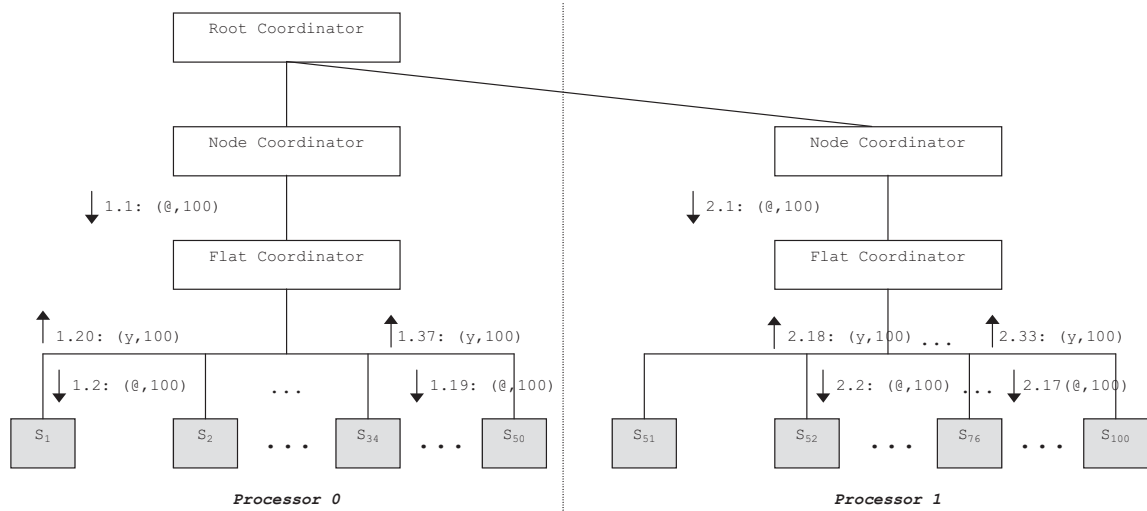 Root Coordinator
Node Coordinator
Node Coordinator
1.1: (@,100)
2.1: (@,100)
Flat Coordinator
Flat Coordinator
1.20: (y,100)
1.37: (y,100)
2.18: (y,100)
...
2.33: (y,100)
1.2: (@,100)
...
1.19: (@,100)
2.2: (@,100)
...
2.17(@,100)
S1
S2
...
S34
...
S50
S51
S52
...
S76
...
S100
Processor 0
Processor 1